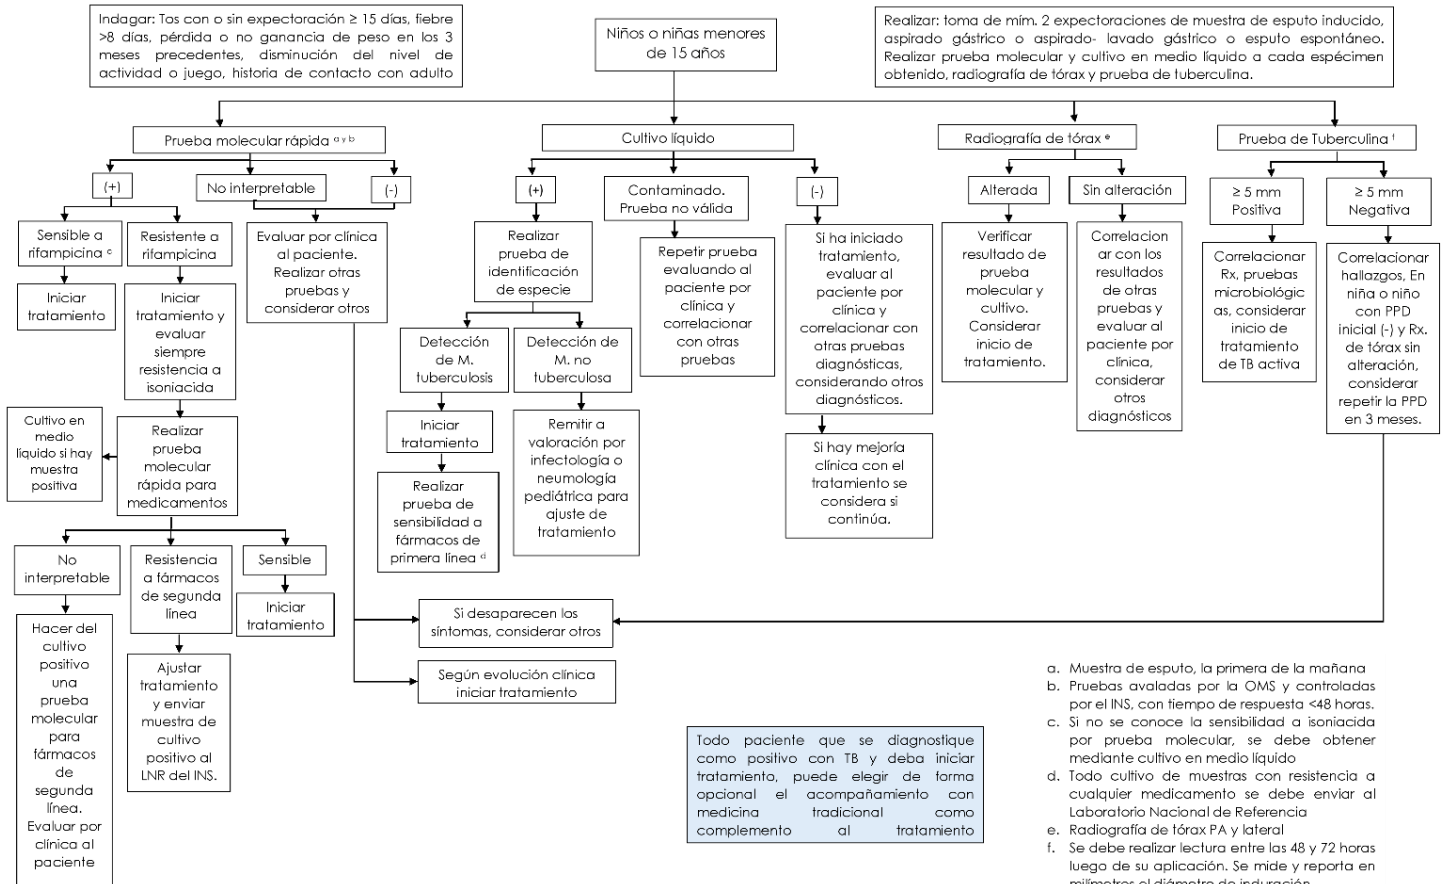 Indagar: Tos con o sin expectoración ≥ 15 días, fiebre
>8 días, pérdida o no ganancia de peso en los 3
meses precedentes, disminución del nivel de
actividad o juego, historia de contacto con adulto
Niños o niñas menores
de 15 años
Realizar: toma de mím. 2 expectoraciones de muestra de esputo inducido,
aspirado gástrico o aspirado- lavado gástrico o esputo espontáneo.
Realizar prueba molecular y cultivo en medio líquido a cada espécimen
obtenido, radiografía de tórax y prueba de tuberculina.
Prueba molecular rápida a y b
Cultivo líquido
Radiografía de tórax e
Prueba de Tuberculina f
(+)
No interpretable
(-)
(+)
Contaminado.
Prueba no válida
(-)
Alterada
Sin alteración
≥ 5 mm
Positiva
≥ 5 mm
Negativa
Sensible a
rifampicina c
Resistente a
rifampicina
Evaluar por clínica
al paciente.
Realizar otras
pruebas y
considerar otros
Realizar
prueba de
identificación
de especie
Repetir prueba
evaluando al
paciente por
clínica y
correlacionar
con otras
pruebas
Si ha iniciado
tratamiento,
evaluar al
paciente por
clínica y
correlacionar con
otras pruebas
diagnósticas,
considerando otros
diagnósticos.
Verificar
resultado de
prueba
molecular y
cultivo.
Considerar
inicio de
tratamiento.
Correlacion
ar con los
resultados
de otras
pruebas y
evaluar al
paciente por
clínica,
considerar
otros
diagnósticos
Correlacionar
Rx, pruebas
microbiológic
as, considerar
inicio de
tratamiento
de TB activa
Correlacionar
hallazgos, En
niña o niño
con PPD
inicial (-) y Rx.
de tórax sin
alteración,
considerar
repetir la PPD
en 3 meses.
Iniciar
tratamiento
Iniciar
tratamiento y
evaluar
siempre
resistencia a
isoniacida
Detección
de M.
tuberculosis
Detección de
M. no
tuberculosa
Cultivo en
medio
líquido si hay
muestra
positiva
Realizar
prueba
molecular
rápida para
medicamentos
Iniciar
tratamiento
Remitir a
valoración por
infectología o
neumología
pediátrica para
ajuste de
tratamiento
Si hay mejoría
clínica con el
tratamiento se
considera si
continúa.
Realizar
prueba de
sensibilidad a
fármacos de
primera línea d
No
interpretable
Resistencia
a fármacos
de segunda
línea
Sensible
Iniciar
tratamiento
Hacer del
cultivo
positivo
una
prueba
molecular
para
fármacos
de
segunda
línea.
Evaluar por
clínica al
paciente
Ajustar
tratamiento
y enviar
muestra de
cultivo
positivo al
LNR del INS.
Si desaparecen los
síntomas, considerar otros
Según evolución clínica
iniciar tratamiento
Todo paciente que se diagnostique
como positivo con TB y deba iniciar
tratamiento, puede elegir de forma
opcional el acompañamiento con
medicina tradicional como
complemento al tratamiento
a. Muestra de esputo, la primera de la mañana
b. Pruebas avaladas por la OMS y controladas
por el INS, con tiempo de respuesta <48 horas.
c. Si no se conoce la sensibilidad a isoniacida
por prueba molecular, se debe obtener
mediante cultivo en medio líquido
d. Todo cultivo de muestras con resistencia a
cualquier medicamento se debe enviar al
Laboratorio Nacional de Referencia
e. Radiografía de tórax PA y lateral
f. Se debe realizar lectura entre las 48 y 72 horas
luego de su aplicación. Se mide y reporta en
milímetros el diámetro de induración